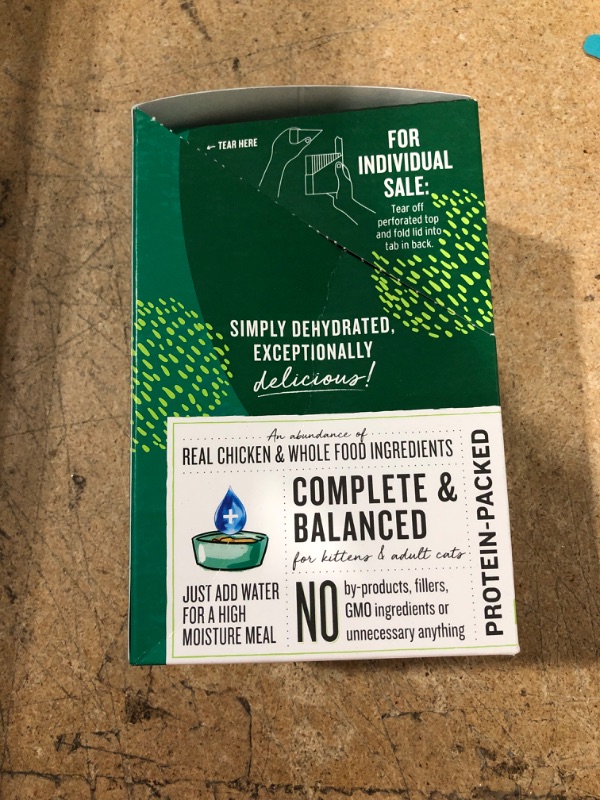 ← TEAR HERE
FOR
INDIVIDUAL
SALE:
Tear off
perforated top
and fold lid into
tab in back.
SIMPLY DEHYDRATED,
EXCEPTIONALLY
delicious!
An abundance of
REAL CHICKEN & WHOLE FOOD INGREDIENTS
COMPLETE &
BALANCED
for kittens & adult cats
JUST ADD WATER
FOR A HIGH
MOISTURE MEAL
NO by-products, fillers,
GMO ingredients or
unnecessary anything
PROTEIN-PACKED